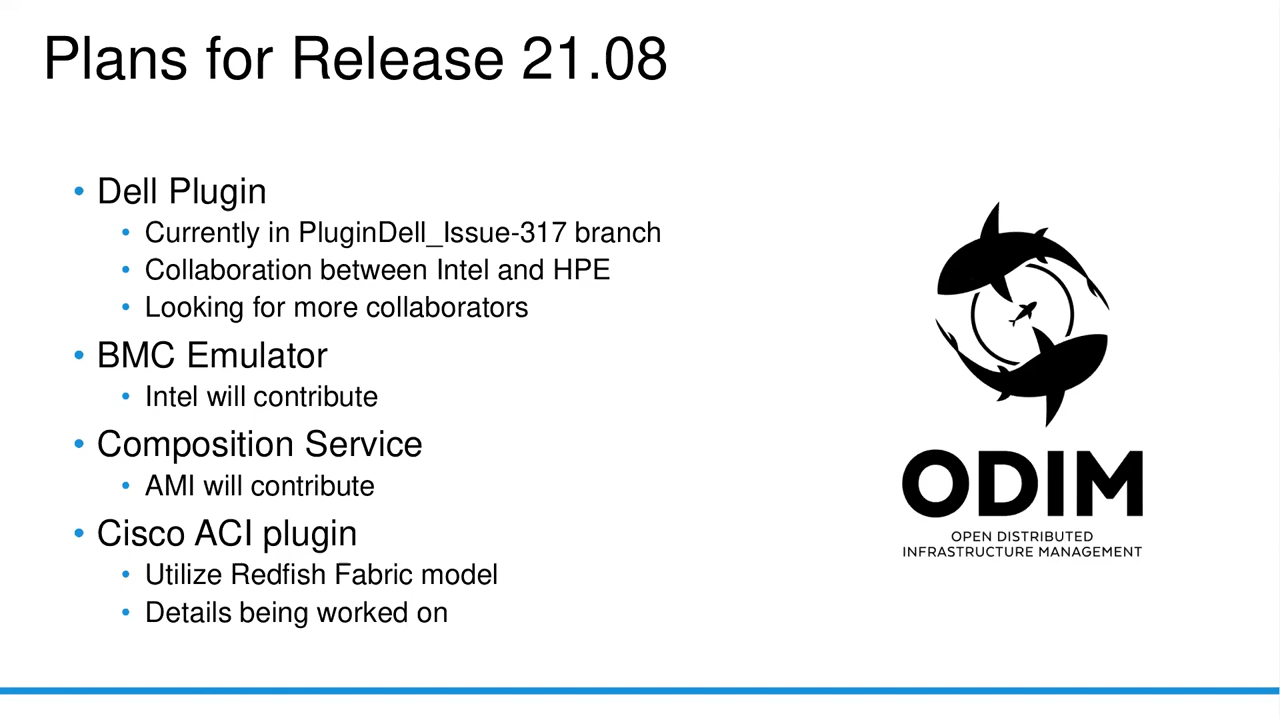 Plans for Release 21.08
• Dell Plugin
• Currently in PluginDell_Issue-317 branch
• Collaboration between Intel and HPE
• Looking for more collaborators
• BMC Emulator
• Intel will contribute
• Composition Service
• AMI will contribute
• Cisco ACI plugin
• Utilize Redfish Fabric model
• Details being worked on
ODIM
OPEN DISTRIBUTED
INFRASTRUCTURE MANAGEMENT